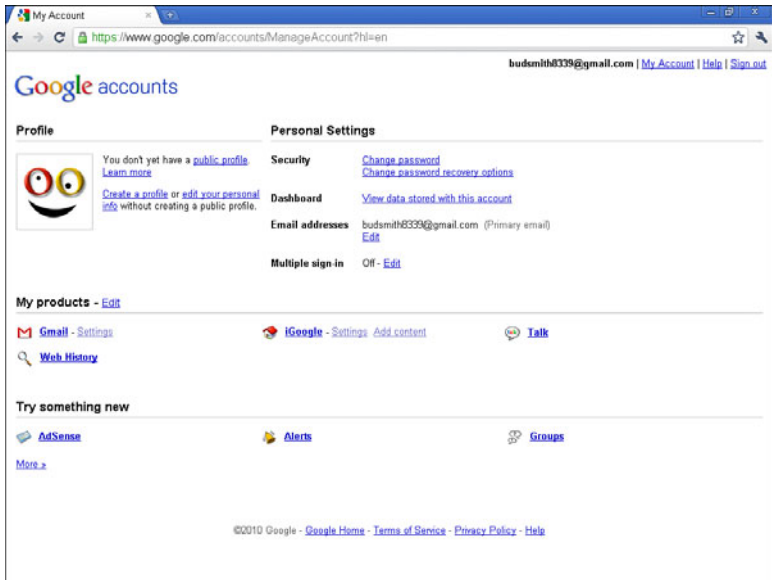 My Account
https://www.google.com/accounts/ManageAccount?hl=en
budsmith8339@gmail.com | My Account | Help | Sign out
Google accounts
Profile
You don't yet have a public profile.
Learn more
Create a profile or edit your personal
info without creating a public profile.
Personal Settings
Security Change password
Change password recovery options
Dashboard View data stored with this account
Email addresses budsmith8339@gmail.com (Primary email)
Edit
Multiple sign-in Off - Edit
My products - Edit
Gmail - Settings iGoogle - Settings Add content Talk
Web History
Try something new
AdSense Alerts Groups
More »
©2010 Google - Google Home - Terms of Service - Privacy Policy - Help